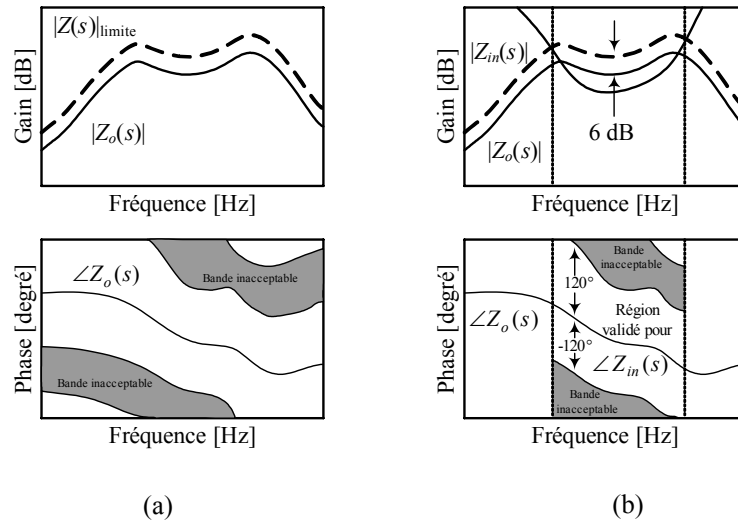 |Z(s)|limite
|Zo(s)|
Gain [dB]
Fréquence [Hz]
∠Zo(s)
Bande inacceptable
Bande inacceptable
Phase [degré]
Fréquence [Hz]
(a)
|Zin(s)|
|Zo(s)|
6 dB
Gain [dB]
Fréquence [Hz]
Bande
inacceptable
120°
∠Zo(s)
Région
validé pour
-120°
∠Zin(s)
Bande
inacceptable
Phase [degré]
Fréquence [Hz]
(b)